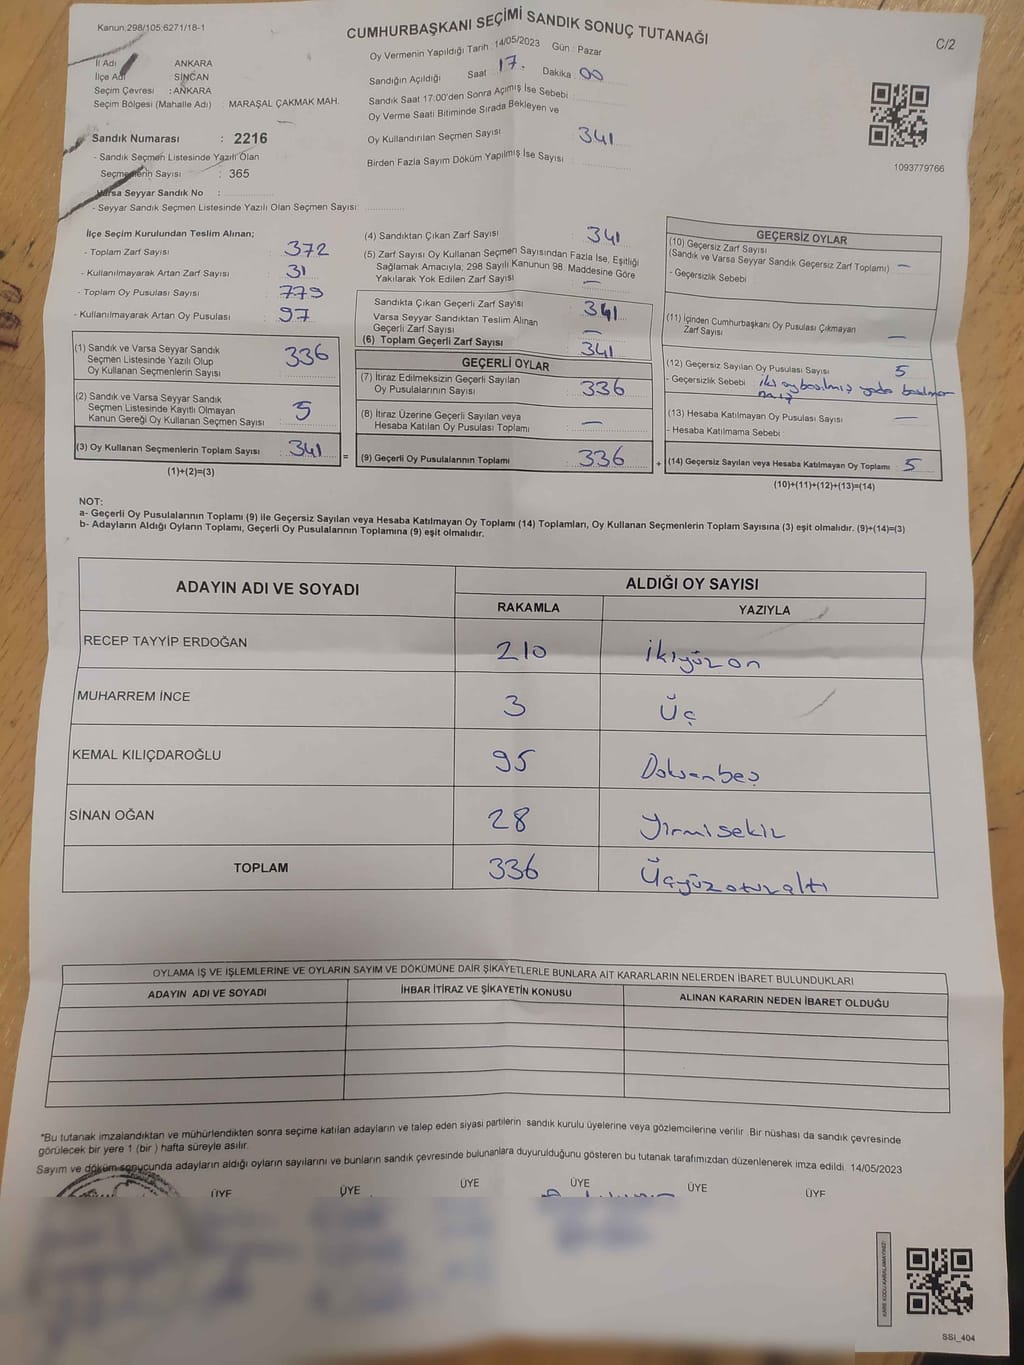 Kanun.298/105.6271/18-1
CUMHURBAŞKANI SEÇİMİ SANDIK SONUÇ TUTANAĞI
C/2
İl Adı : ANKARA
İlçe Adı : SİNCAN
Seçim Çevresi : ANKARA
Seçim Bölgesi (Mahalle Adı) : MARAŞAL ÇAKMAK MAH.
Sandık Numarası : 2216
- Sandık Seçmen Listesinde Yazılı Olan
Seçmenlerin Sayısı : 365
Varsa Seyyar Sandık No :
- Seyyar Sandık Seçmen Listesinde Yazılı Olan Seçmen Sayısı:
Oy Vermenin Yapıldığı Tarih : 14/05/2023 Gün : Pazar
Sandığın Açıldığı Saat 17. Dakika 00
Sandık Saat 17:00'den Sonra Açımış İse Sebebi
Oy Verme Saati Bitiminde Sırada Bekleyen ve
Oy Kullandırılan Seçmen Sayısı : 341
Birden Fazla Sayım Döküm Yapılmış İse Sayısı :
1093779766
İlçe Seçim Kurulundan Teslim Alınan;
- Toplam Zarf Sayısı : 372
- Kullanılmayarak Artan Zarf Sayısı : 31
- Toplam Oy Pusulası Sayısı : 779
- Kullanılmayarak Artan Oy Pusulası : 97
(1) Sandık ve Varsa Seyyar Sandık
Seçmen Listesinde Yazılı Olup
Oy Kullanan Seçmenlerin Sayısı : 336
(2) Sandık ve Varsa Seyyar Sandık
Seçmen Listesinde Kayıtlı Olmayan
Kanun Gereği Oy Kullanan Seçmen Sayısı : 5
(3) Oy Kullanan Seçmenlerin Toplam Sayısı : 341
(1)+(2)=(3)
=
(4) Sandıktan Çıkan Zarf Sayısı : 341
(5) Zarf Sayısı Oy Kullanan Seçmen Sayısından Fazla İse, Eşitliği
Sağlamak Amacıyla; 298 Sayılı Kanunun 98. Maddesine Göre
Yakılarak Yok Edilen Zarf Sayısı : —
Sandıkta Çıkan Geçerli Zarf Sayısı : 341
Varsa Seyyar Sandıktan Teslim Alınan
Geçerli Zarf Sayısı : —
(6) Toplam Geçerli Zarf Sayısı : 341
GEÇERLİ OYLAR
(7) İtiraz Edilmeksizin Geçerli Sayılan
Oy Pusulalarının Sayısı : 336
(8) İtiraz Üzerine Geçerli Sayılan veya
Hesaba Katılan Oy Pusulası Toplamı : —
(9) Geçerli Oy Pusulalarının Toplamı : 336
+
GEÇERSİZ OYLAR
(10) Geçersiz Zarf Sayısı
(Sandık ve Varsa Seyyar Sandık Geçersiz Zarf Toplamı) : —
- Geçersizlik Sebebi
(11) İçinden Cumhurbaşkanı Oy Pusulası Çıkmayan
Zarf Sayısı : —
(12) Geçersiz Sayılan Oy Pusulası Sayısı : 5
- Geçersizlik Sebebi : iki oy basılmış yada
(13) Hesaba Katılmayan Oy Pusulası Sayısı : —
- Hesaba Katılmama Sebebi
(14) Geçersiz Sayılan veya Hesaba Katılmayan Oy Toplamı : 5
(10)+(11)+(12)+(13)=(14)
NOT:
a- Geçerli Oy Pusulalarının Toplamı (9) ile Geçersiz Sayılan veya Hesaba Katılmayan Oy Toplamı (14) Toplamları, Oy Kullanan Seçmenlerin Toplam Sayısına (3) eşit olmalıdır. (9)+(14)=(3)
b- Adayların Aldığı Oyların Toplamı, Geçerli Oy Pusulalarının Toplamına (9) eşit olmalıdır.
ADAYIN ADI VE SOYADI ALDIĞI OY SAYISI
RAKAMLA YAZIYLA
RECEP TAYYİP ERDOĞAN 210 ikiyüz on
MUHARREM İNCE 3 Üç
KEMAL KILIÇDAROĞLU 95 Doksanbeş
SİNAN OĞAN 28 Yirmisekiz
TOPLAM 336 Üçyüzotuzaltı
OYLAMA İŞ VE İŞLEMLERİNE VE OYLARIN SAYIM VE DÖKÜMÜNE DAİR ŞİKAYETLERLE BUNLARA AİT KARARLARIN NELERDEN İBARET BULUNDUKLARI
ADAYIN ADI VE SOYADI İHBAR İTİRAZ VE ŞİKAYETİN KONUSU ALINAN KARARIN NEDEN İBARET OLDUĞU
*Bu tutanak imzalandıktan ve mühürlendikten sonra seçime katılan adayların ve talep eden siyasi partilerin sandık kurulu üyelerine veya gözlemcilerine verilir. Bir nüshası da sandık çevresinde
görülecek bir yere 1 (bir ) hafta süreyle asılır.
Sayım ve döküm sonucunda adayların aldığı oyların sayılarını ve bunların sandık çevresinde bulunanlara duyurulduğunu gösteren bu tutanak tarafımızdan düzenlenerek imza edildi. 14/05/2023
ÜYE ÜYE ÜYE ÜYE ÜYE ÜYE
KARE KODU KARALAMAYINIZ!
SSİ_404